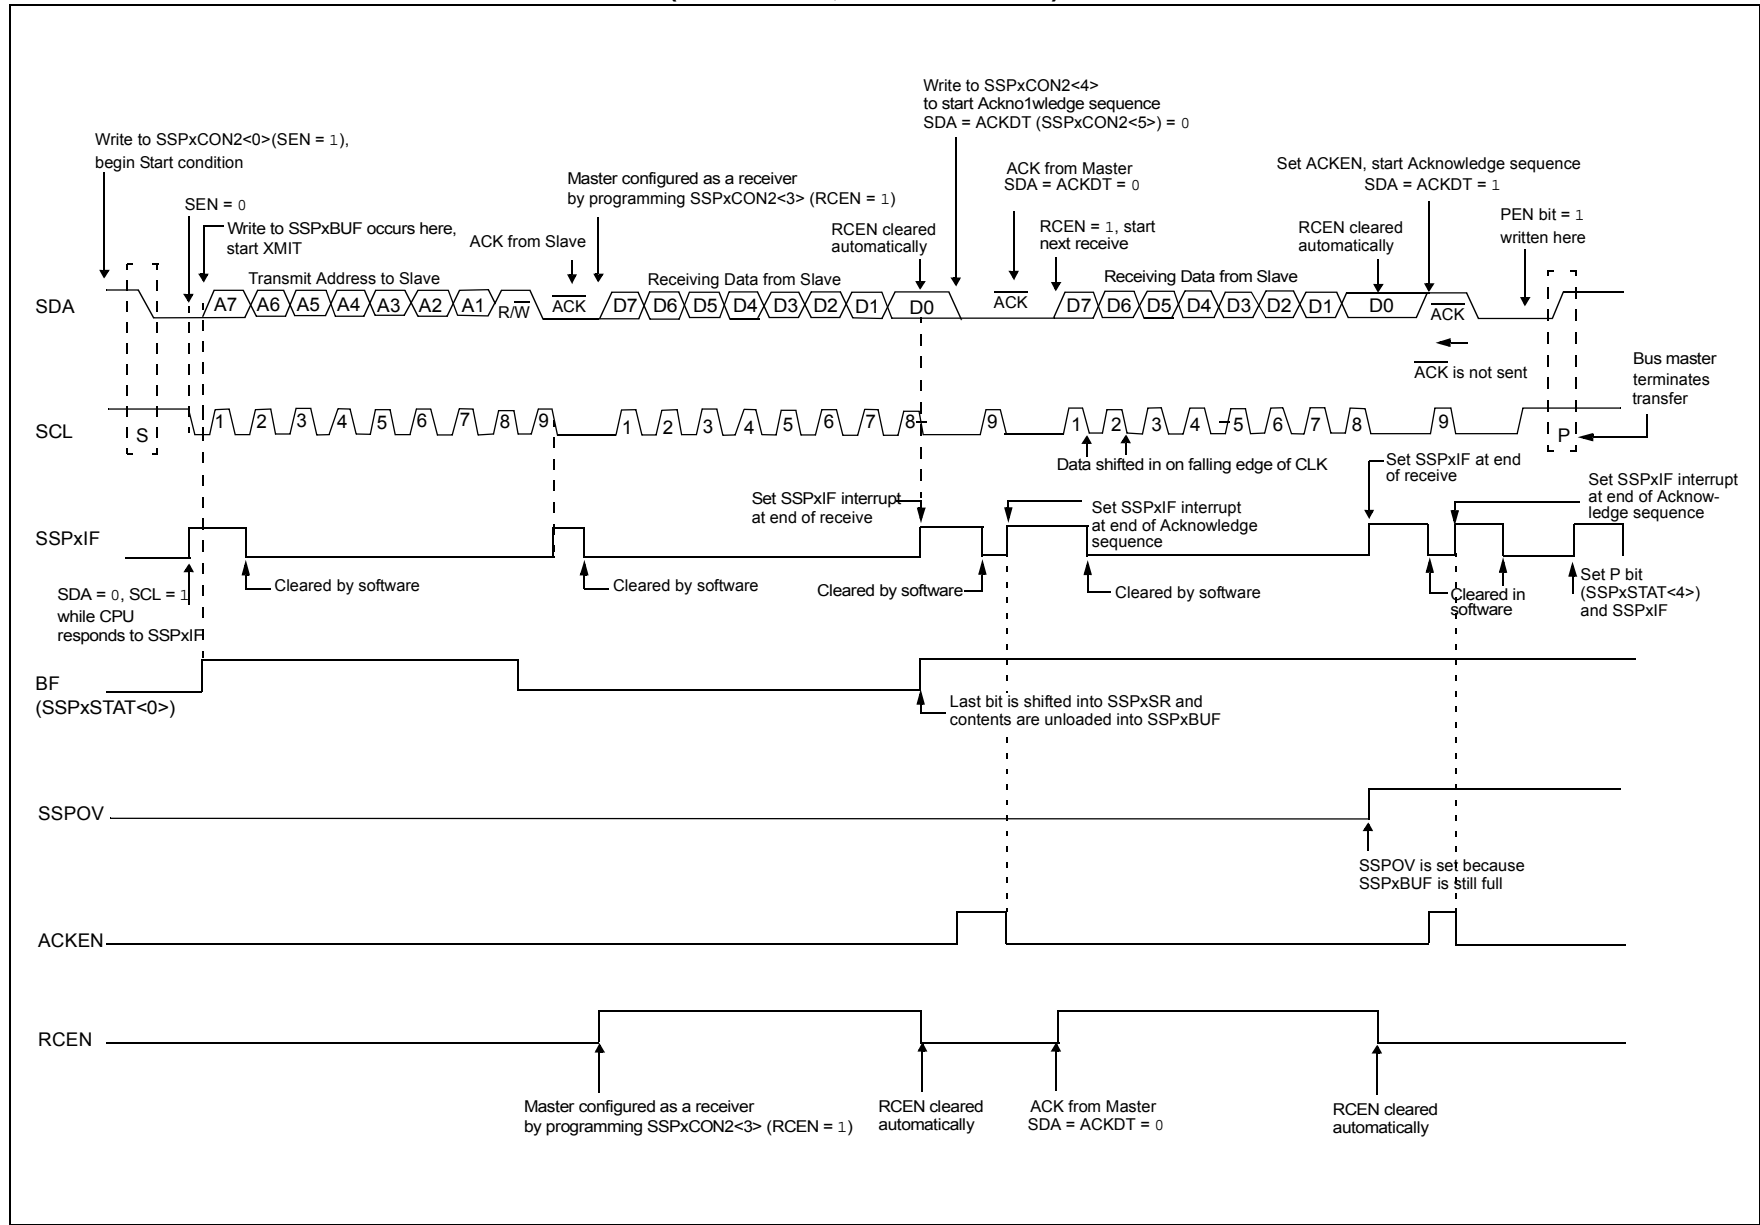 Write to SSPxCON2<4>
to start Ackno1wledge sequence
SDA = ACKDT (SSPxCON2<5>) = 0
Write to SSPxCON2<0>(SEN = 1),
begin Start condition
ACK from Master
SDA = ACKDT = 0
Set ACKEN, start Acknowledge sequence
SDA = ACKDT = 1
Master configured as a receiver
by programming SSPxCON2<3> (RCEN = 1)
SEN = 0
Write to SSPxBUF occurs here,
start XMIT
ACK from Slave
RCEN cleared
automatically
RCEN = 1, start
next receive
RCEN cleared
automatically
PEN bit = 1
written here
Transmit Address to Slave
Receiving Data from Slave
Receiving Data from Slave
SDA
A7 A6 A5 A4 A3 A2 A1 R/W ACK D7 D6 D5 D4 D3 D2 D1 D0 ACK D7 D6 D5 D4 D3 D2 D1 D0 ACK
ACK is not sent
Bus master
terminates
transfer
SCL
S 1 2 3 4 5 6 7 8 9 1 2 3 4 5 6 7 8 9 1 2 3 4 5 6 7 8 9 P
Data shifted in on falling edge of CLK
Set SSPxIF at end
of receive
Set SSPxIF interrupt
at end of receive
Set SSPxIF interrupt
at end of Acknowledge
sequence
Set SSPxIF interrupt
at end of Acknow-
ledge sequence
SSPxIF
Cleared by software
Cleared by software
Cleared by software
Cleared by software
Cleared in
software
Set P bit
(SSPxSTAT<4>)
and SSPxIF
SDA = 0, SCL = 1
while CPU
responds to SSPxIF
BF
(SSPxSTAT<0>)
Last bit is shifted into SSPxSR and
contents are unloaded into SSPxBUF
SSPOV
SSPOV is set because
SSPxBUF is still full
ACKEN
RCEN
Master configured as a receiver
by programming SSPxCON2<3> (RCEN = 1)
RCEN cleared
automatically
ACK from Master
SDA = ACKDT = 0
RCEN cleared
automatically